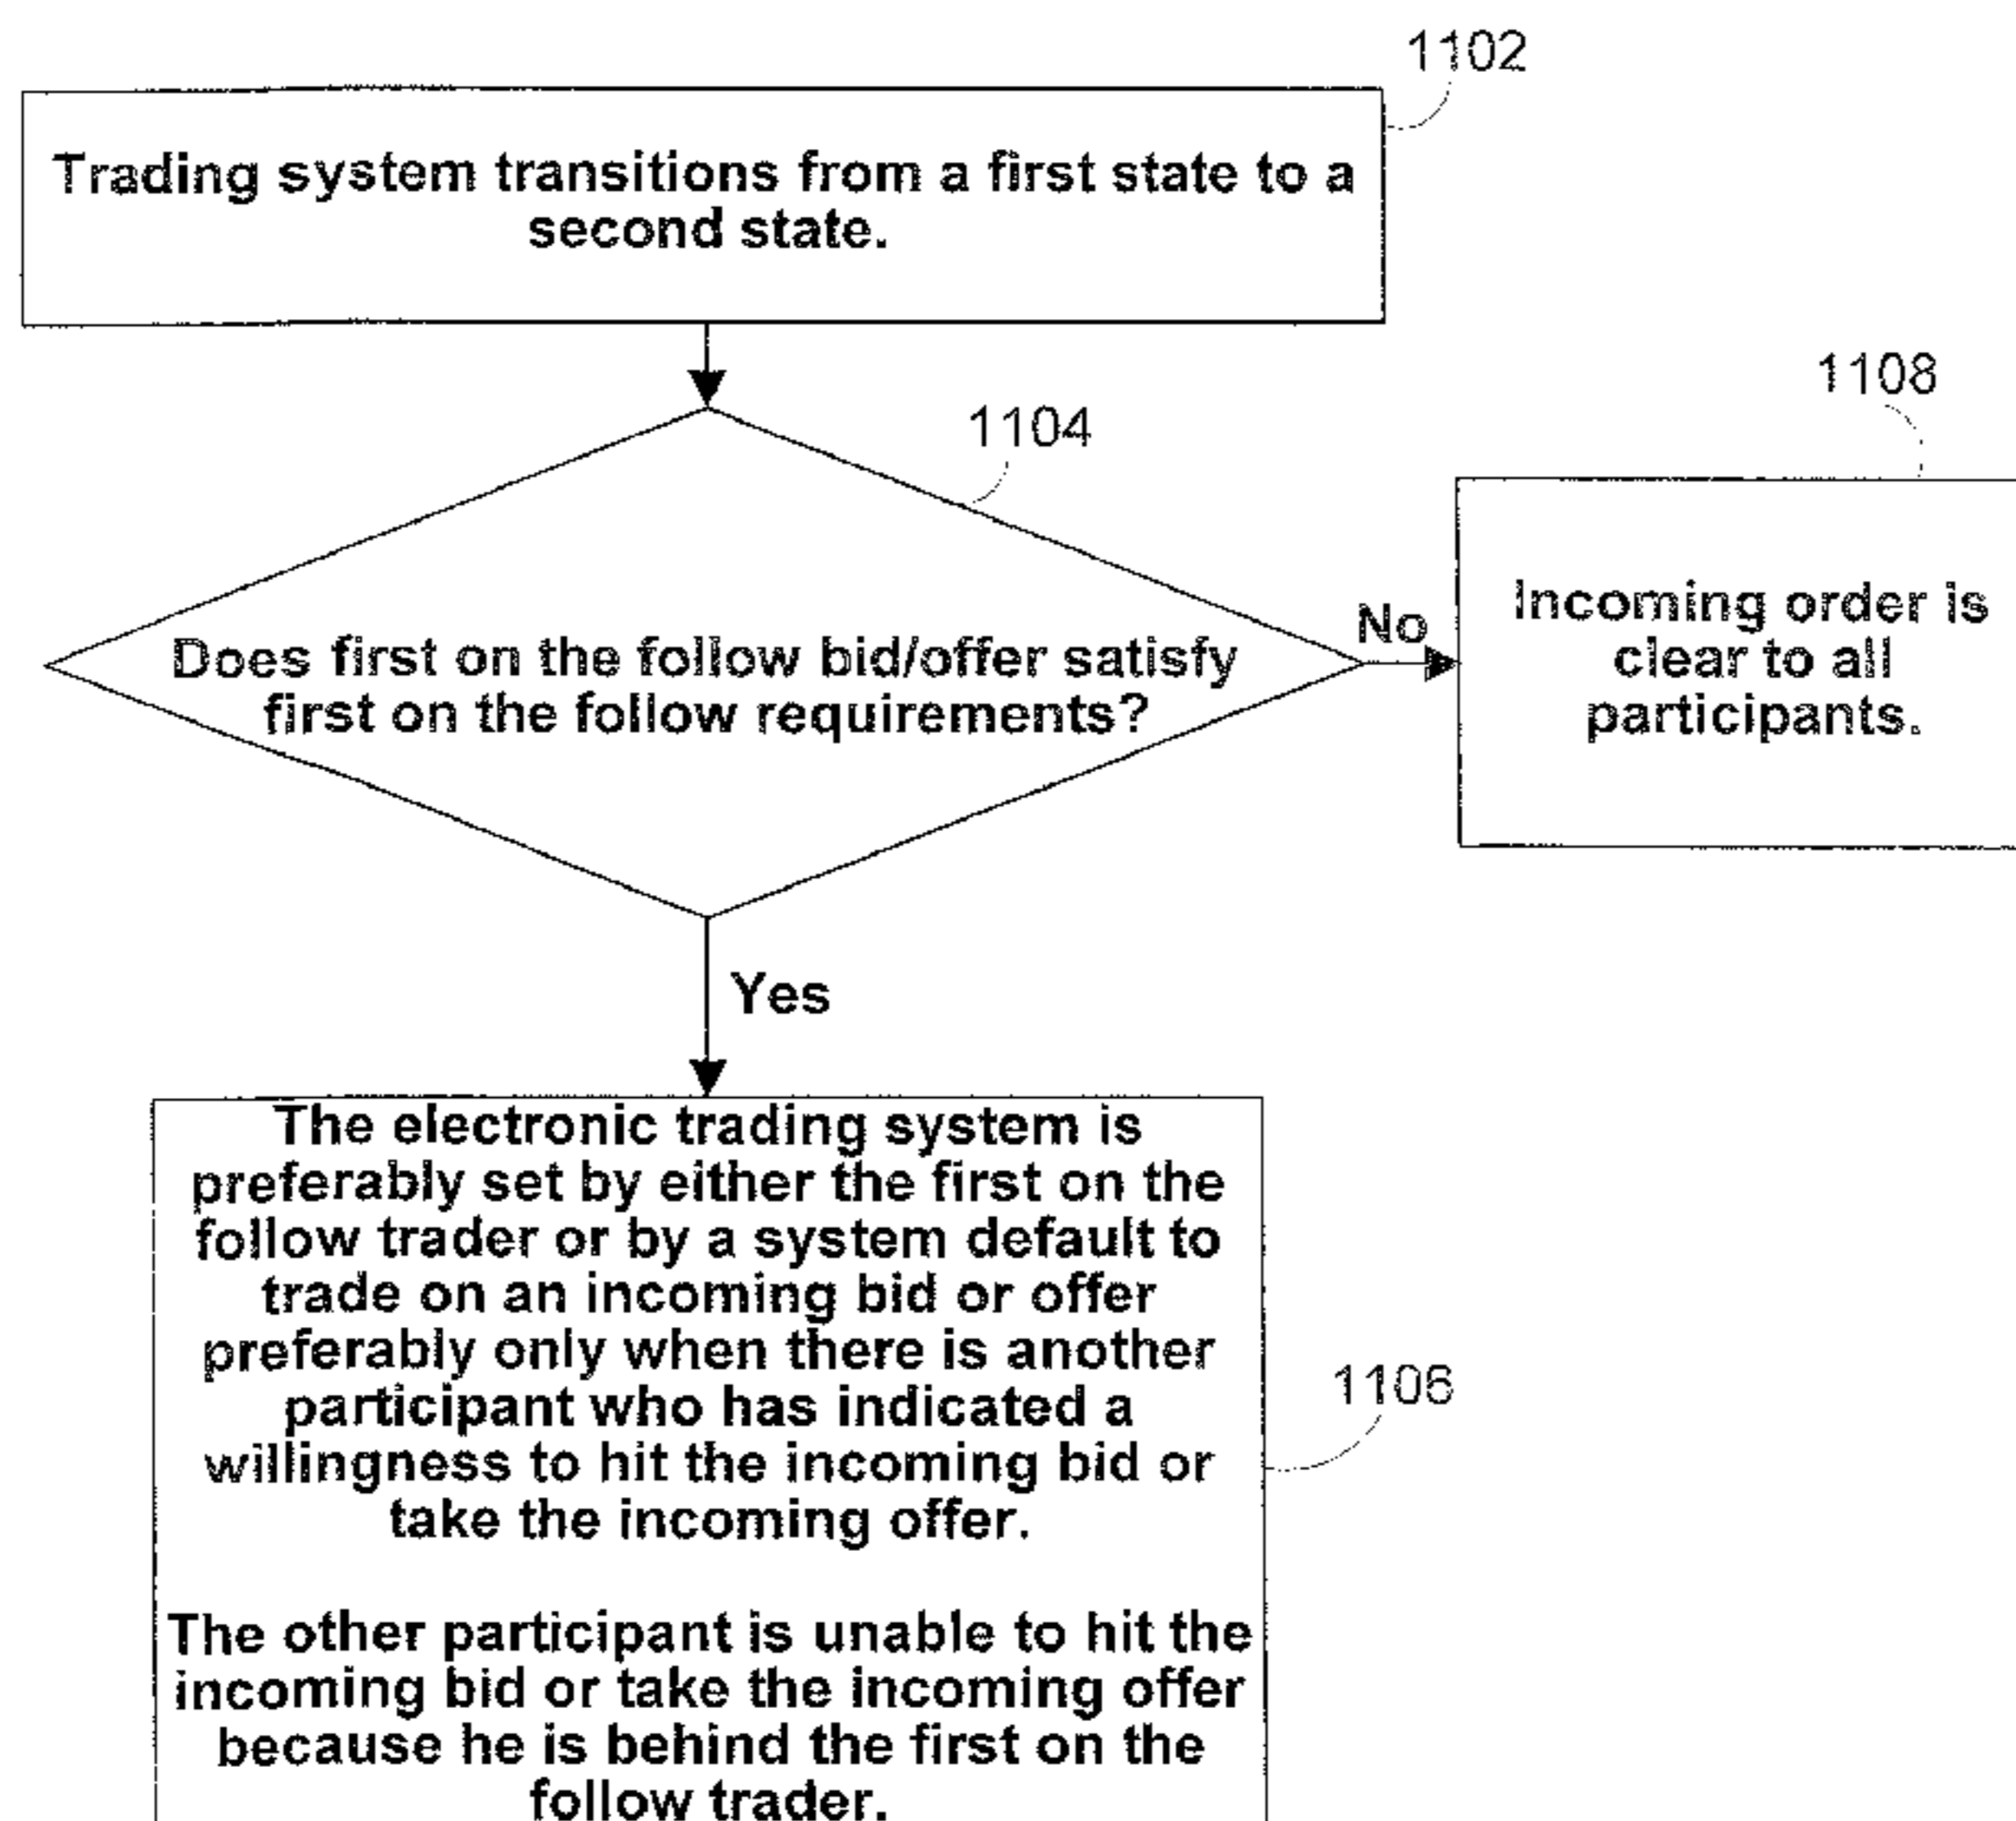 1102
Trading system transitions from a first state to a
second state.
1108
1104
Does first on the follow bid/offer satisfy
first on the follow requirements?
No
Incoming order is
clear to all
participants.
Yes
The electronic trading system is
preferably set by either the first on the
follow trader or by a system default to
trade on an incoming bid or offer
preferably only when there is another
participant who has indicated a
willingness to hit the incoming bid or
take the incoming offer.
1106
The other participant is unable to hit the
incoming bid or take the incoming offer
because he is behind the first on the
follow trader.